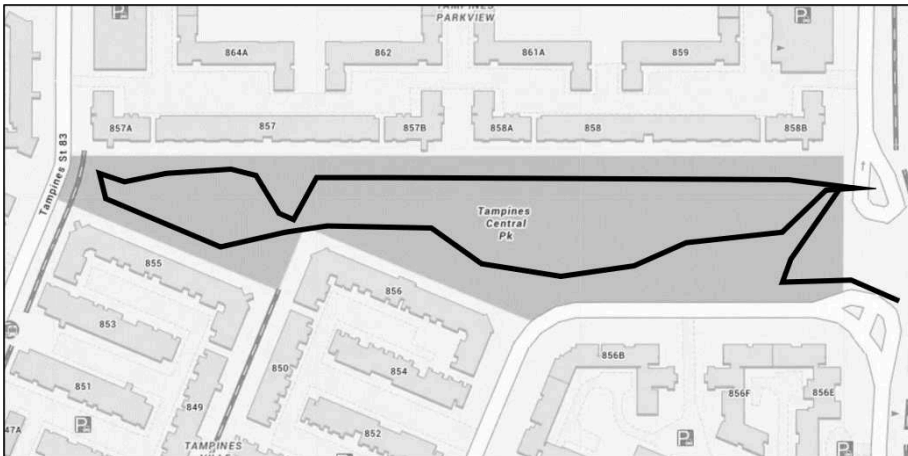 TAMPINES
PARKVIEW
864A
862
861A
859
857A
857
857B
858A
858
858B
Tampines St 83
Tampines
Central
Pk
855
856
853
850
854
856B
851
849
856F
856E
47A
852
TAMPINES